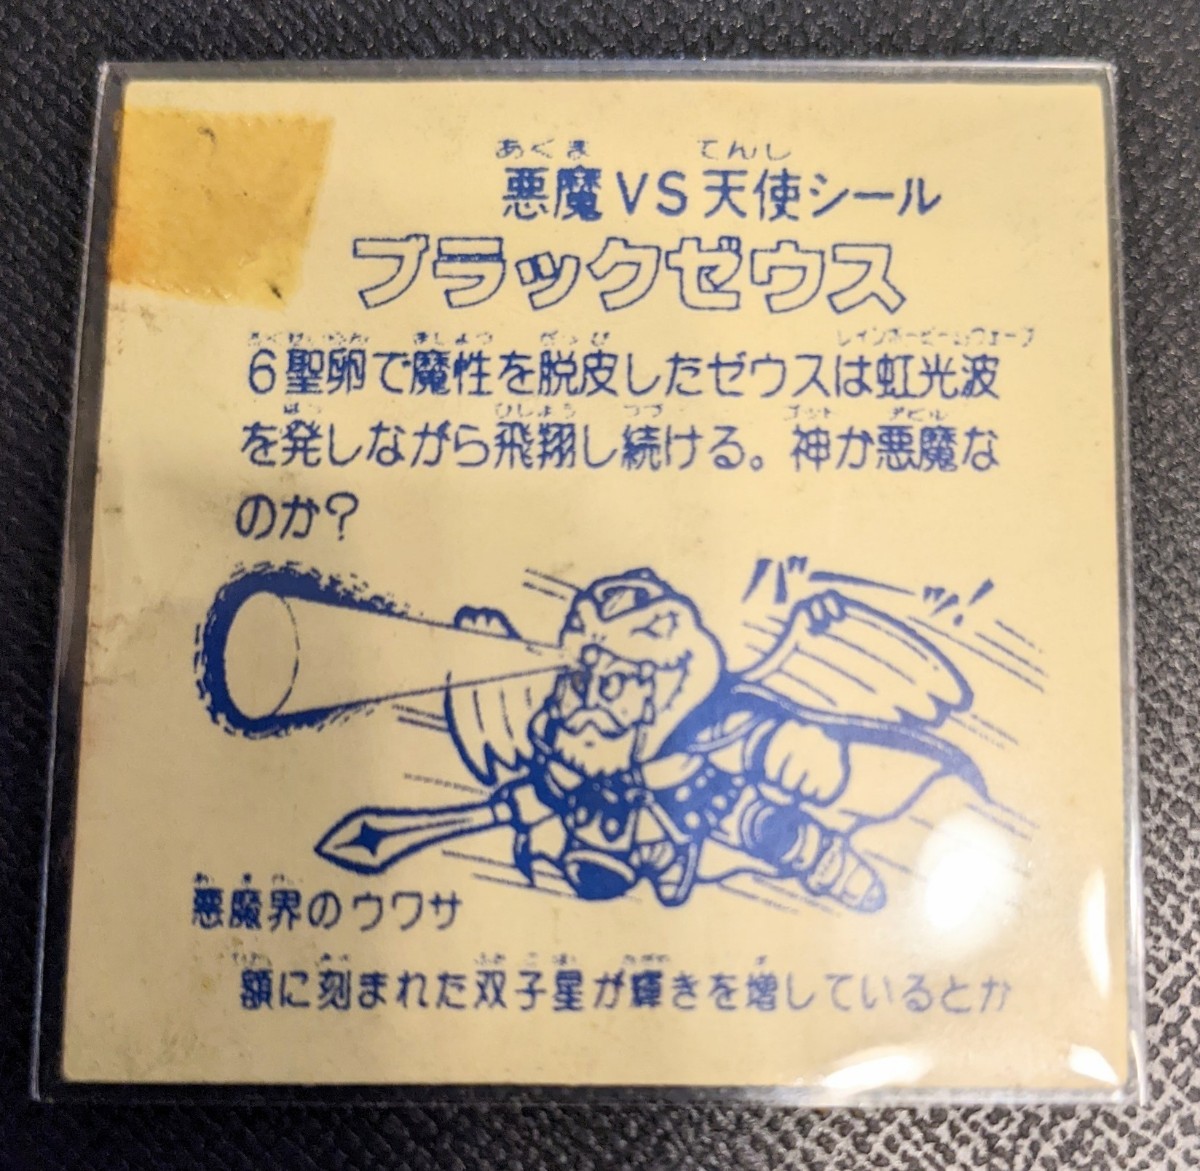 悪魔VS天使シール
ブラックゼウス
6聖卵で魔性を脱皮したゼウスは虹光波
を発しながら飛翔し続ける。神か悪魔な
のか?
バーッ!
悪魔界のウワサ
額に刻まれた双子星が輝きを増しているとか